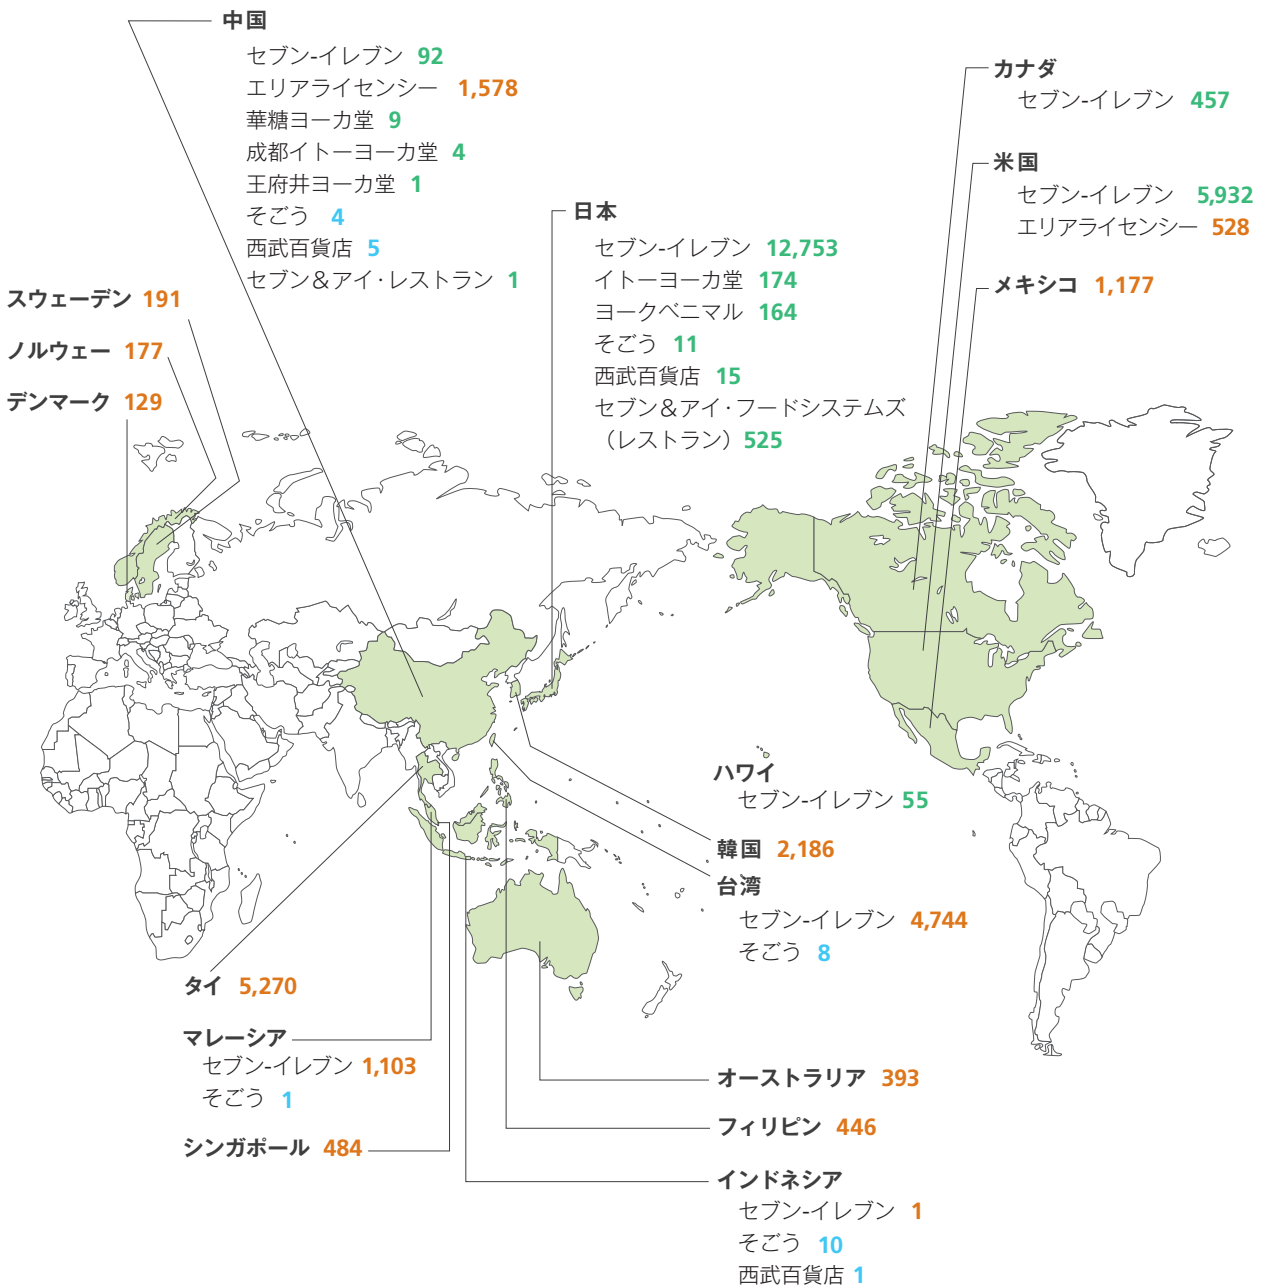 中国
セブン-イレブン 92
エリアライセンシー 1,578
華糖ヨーカ堂 9
成都イトーヨーカ堂 4
王府井ヨーカ堂 1
そごう 4
西武百貨店 5
セブン＆アイ・レストラン 1
カナダ
セブン-イレブン 457
米国
セブン-イレブン 5,932
エリアライセンシー 528
メキシコ 1,177
日本
セブン-イレブン 12,753
イトーヨーカ堂 174
ヨークベニマル 164
そごう 11
西武百貨店 15
セブン＆アイ・フードシステムズ
（レストラン）525
スウェーデン 191
ノルウェー 177
デンマーク 129
ハワイ
セブン-イレブン 55
韓国 2,186
台湾
セブン-イレブン 4,744
そごう 8
タイ 5,270
マレーシア
セブン-イレブン 1,103
そごう 1
シンガポール 484
オーストラリア 393
フィリピン 446
インドネシア
セブン-イレブン 1
そごう 10
西武百貨店 1